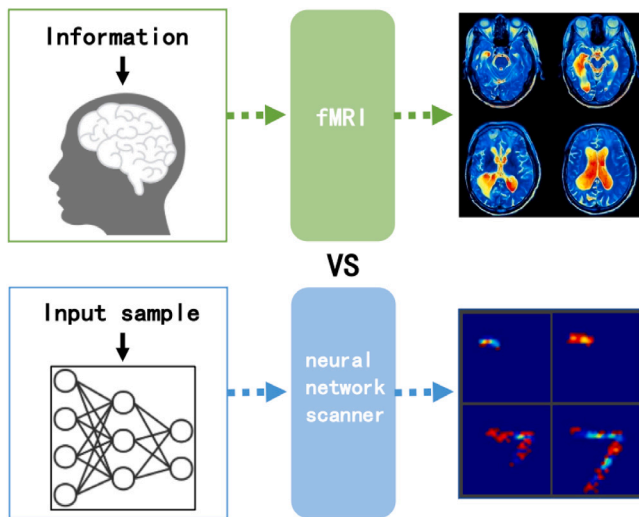 Information
fMRI
VS
Input sample
neural
network
scanner